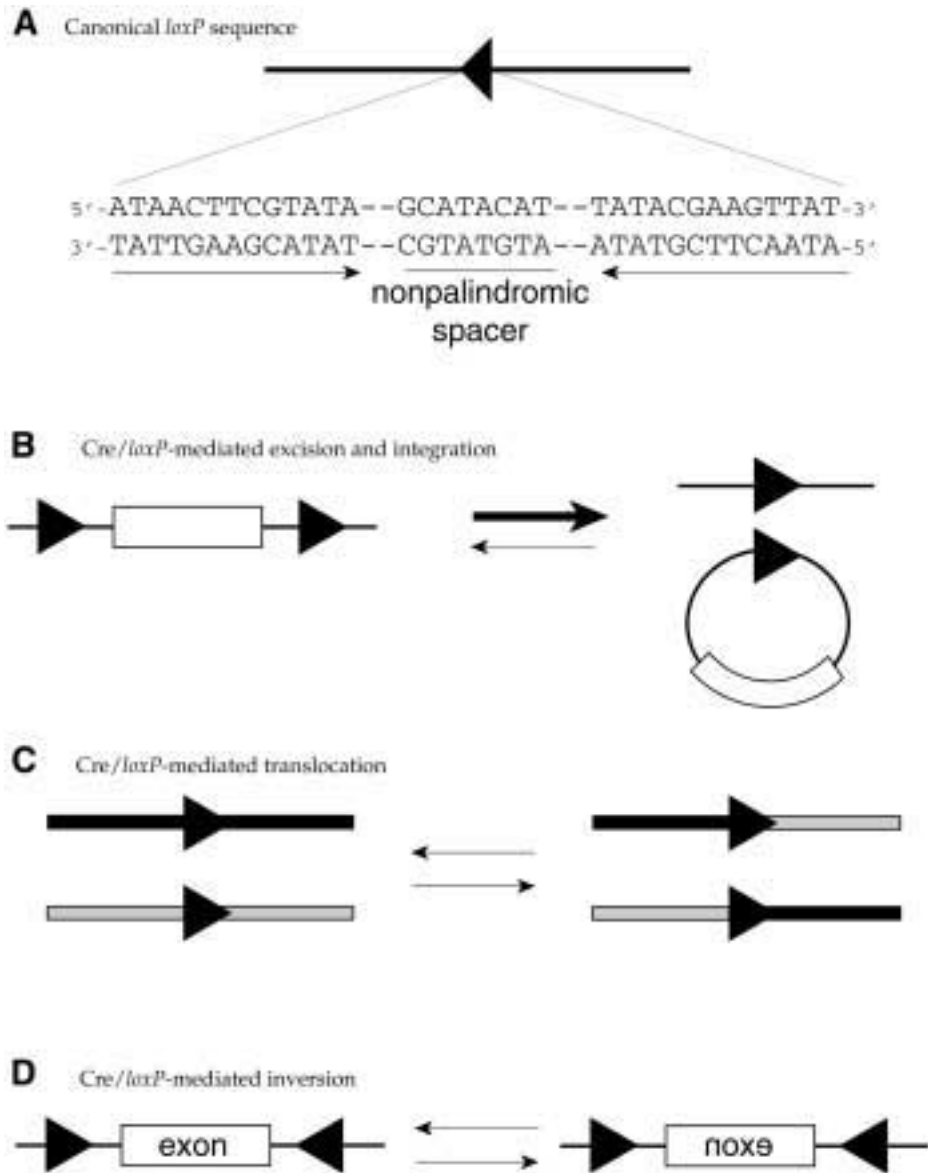 A Canonical loxP sequence
5'-ATAACTTCGTATA--GCATACAT--TATACGAAGTTAT-3'
3'-TATTGAAGCATAT--CGTATGTA--ATATGCTTCAATA-5'
nonpalindromic
spacer
B Cre/loxP-mediated excision and integration
C Cre/loxP-mediated translocation
D Cre/loxP-mediated inversion
exon
exon